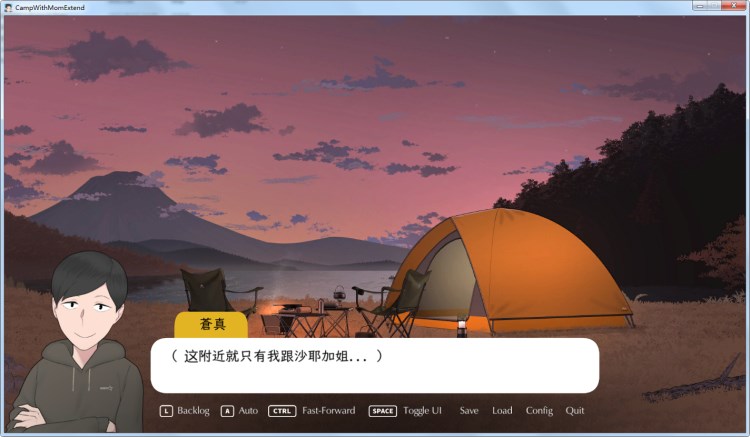 CampWithMomExtend
蒼真
( 这附近就只有我跟沙耶加姐... )
L Backlog A Auto CTRL Fast-Forward SPACE Toggle UI Save Load Config Quit